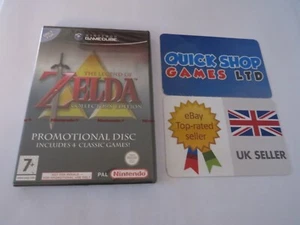 NINTENDO
GAMECUBE
THE LEGEND OF
ZELDA
COLLECTOR'S EDITION
PROMOTIONAL DISC
INCLUDES 4 CLASSIC GAMES!
7+
PAL
Nintendo
QUICK SHOP
GAMES LTD
eBay
Top-rated
seller
UK SELLER